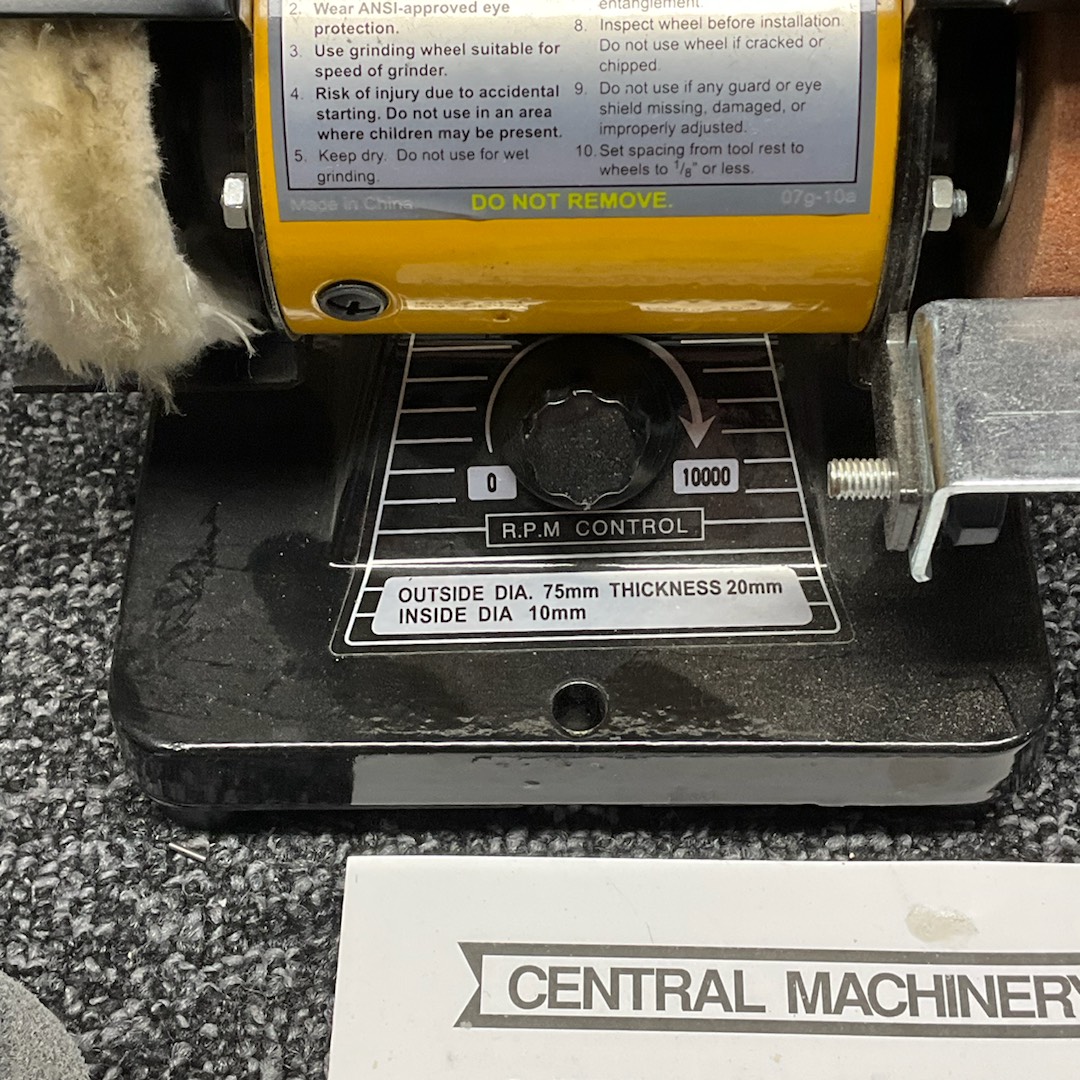 2. Wear ANSI-approved eye
protection.
3. Use grinding wheel suitable for
speed of grinder.
4. Risk of injury due to accidental
starting. Do not use in an area
where children may be present.
5. Keep dry. Do not use for wet
grinding.
entanglement.
8. Inspect wheel before installation.
Do not use wheel if cracked or
chipped.
9. Do not use if any guard or eye
shield missing, damaged, or
improperly adjusted.
10. Set spacing from tool rest to
wheels to 1/8" or less.
Made in China.
DO NOT REMOVE.
07g-10a
0
10000
R.P.M CONTROL
OUTSIDE DIA. 75mm THICKNESS 20mm
INSIDE DIA 10mm
CENTRAL MACHINERY